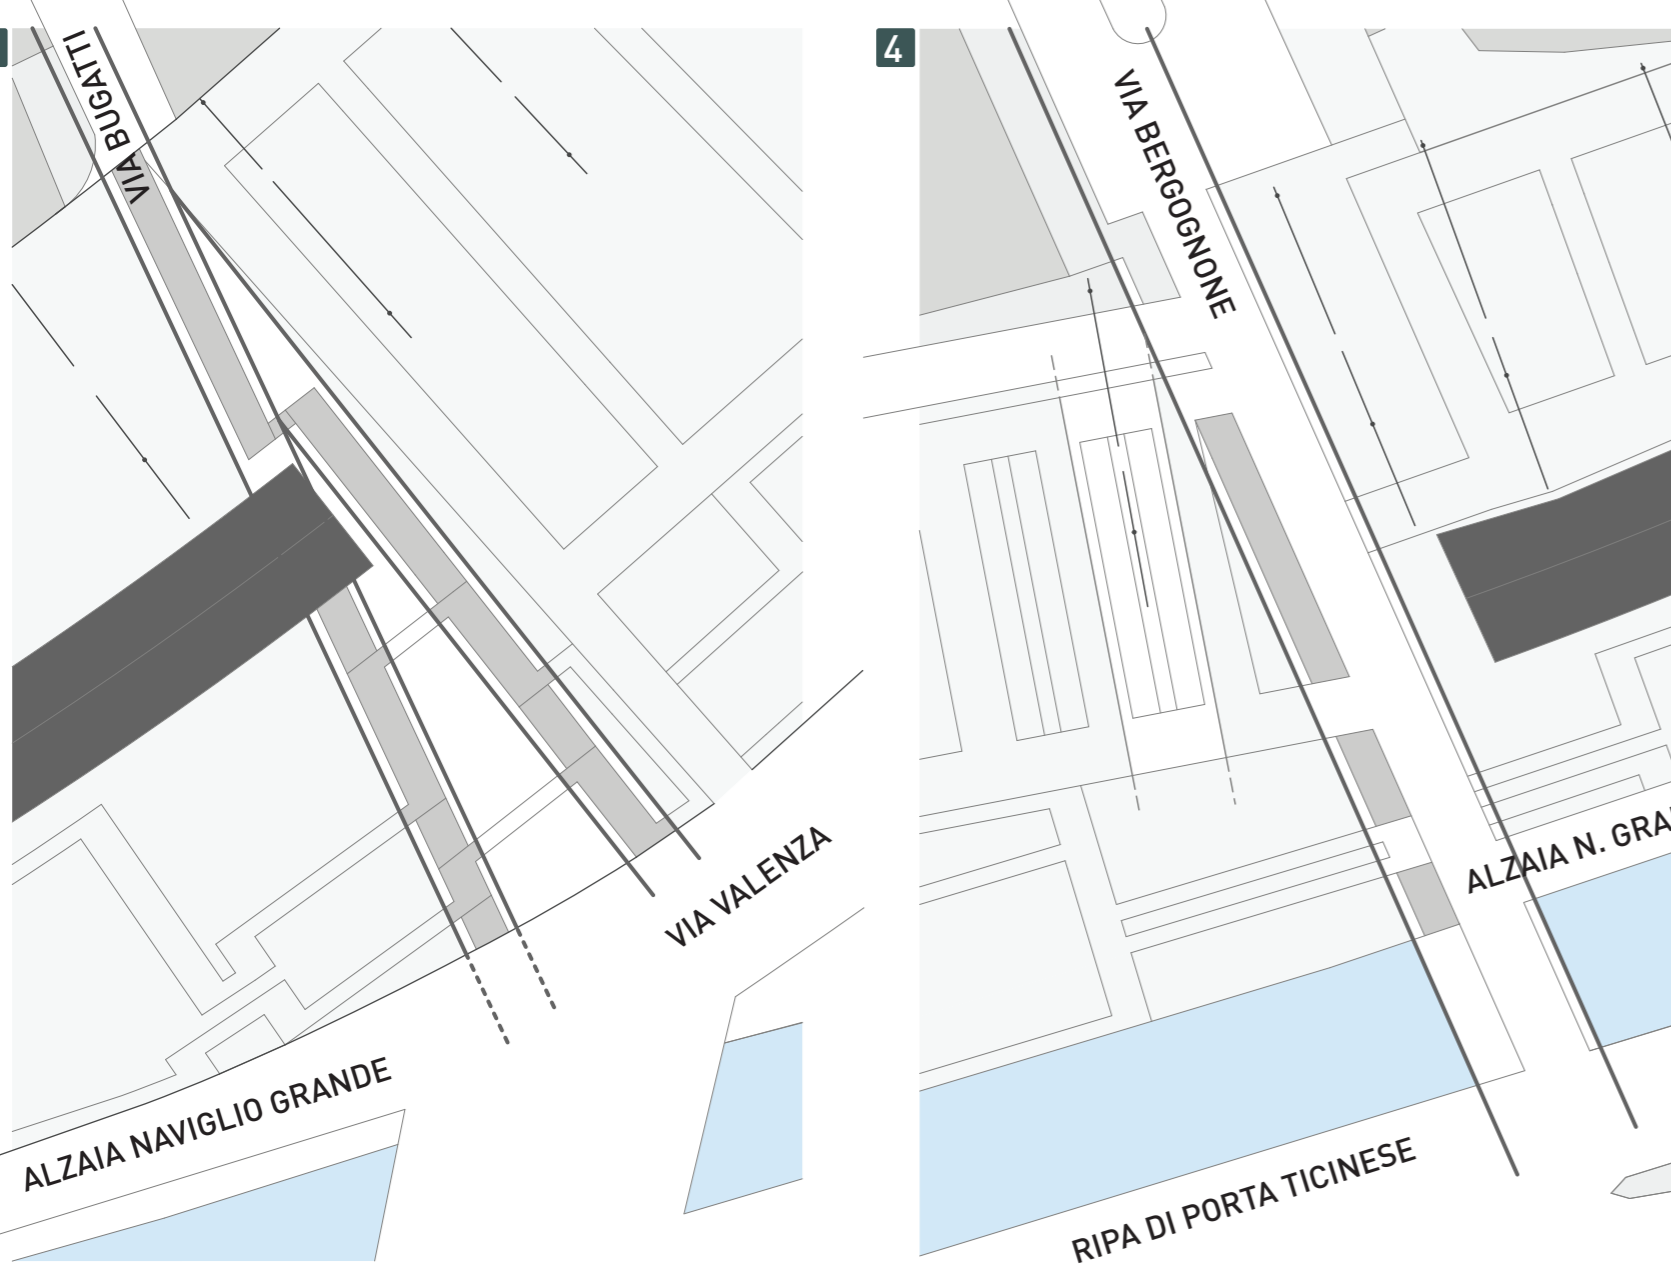 VIA BUGATTI
VIA VALENZA
ALZAIA NAVIGLIO GRANDE
4
VIA BERGOGNONE
ALZAIA N. GRA
RIPA DI PORTA TICINESE